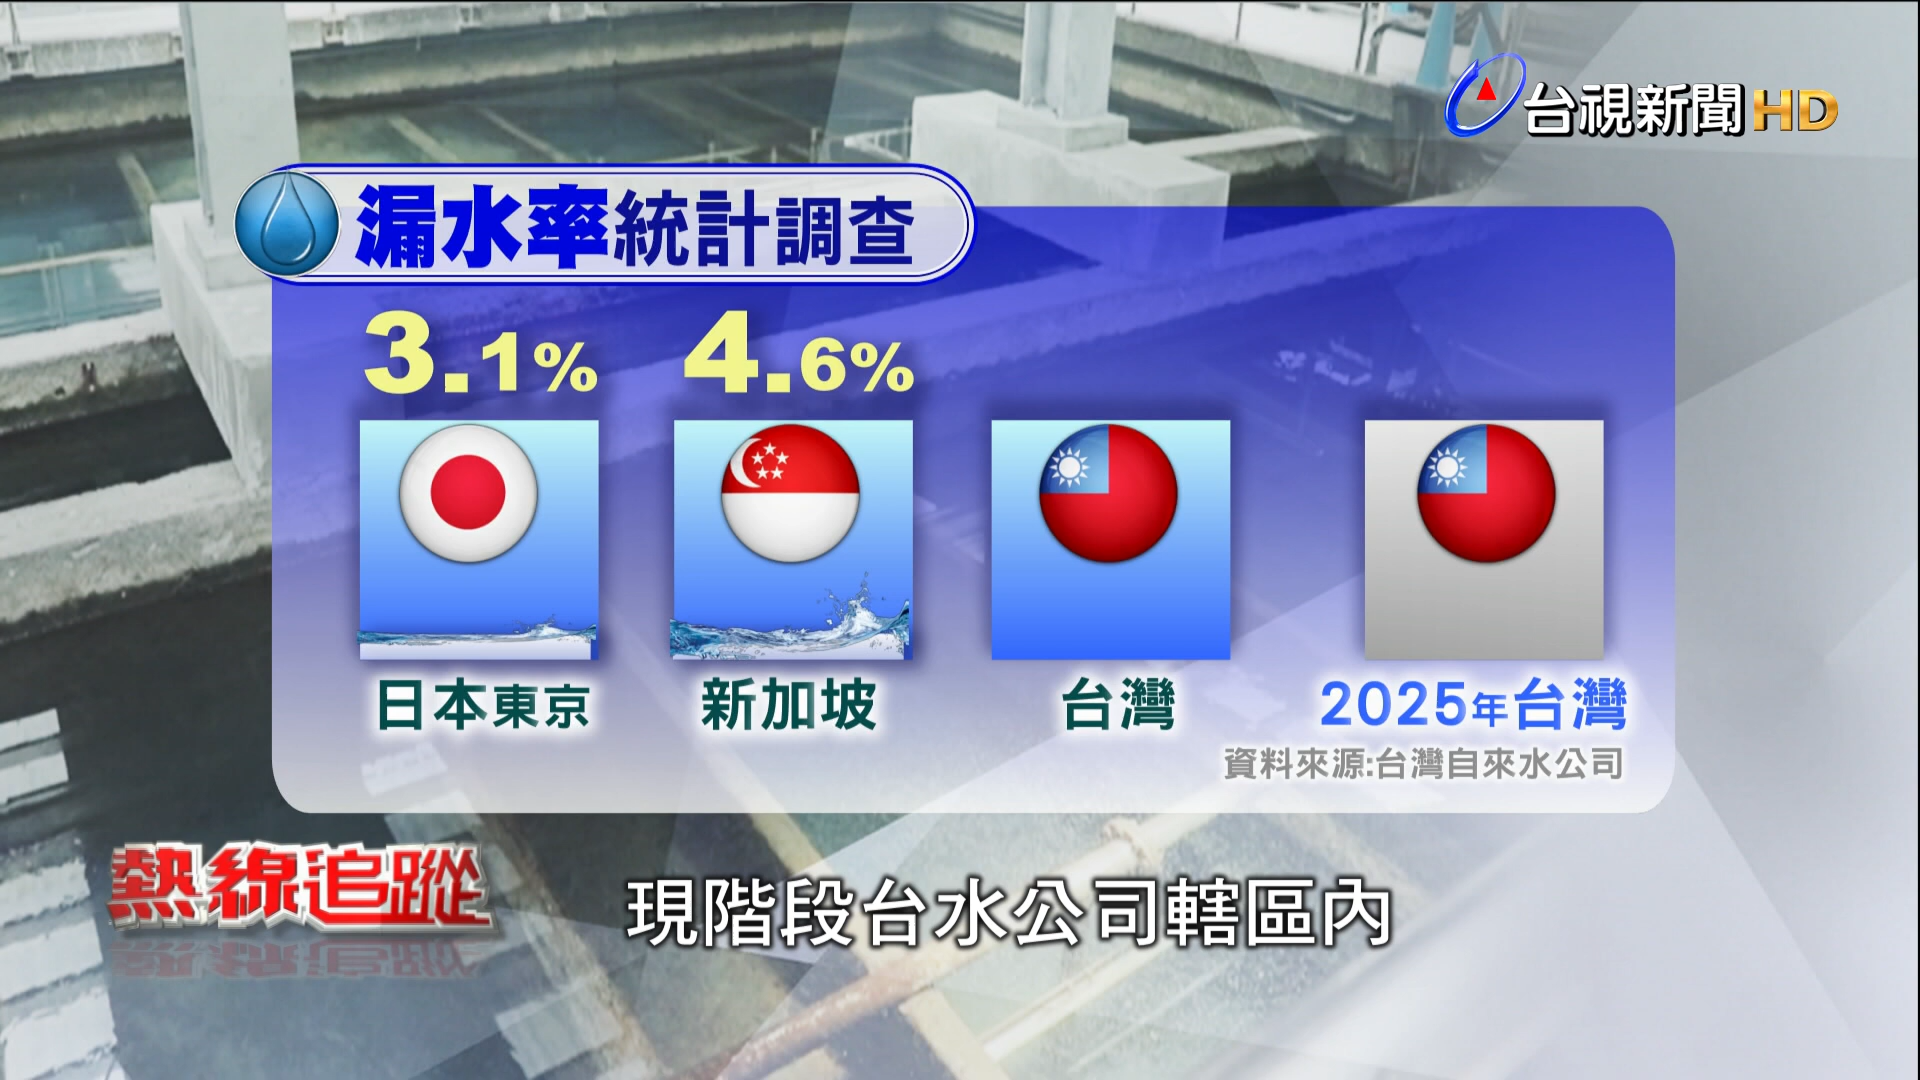 台視新聞HD
漏水率統計調查
3.1% 4.6%
日本東京 新加坡 台灣 2025年台灣
資料來源:台灣自來水公司
熱線追蹤
現階段台水公司轄區內